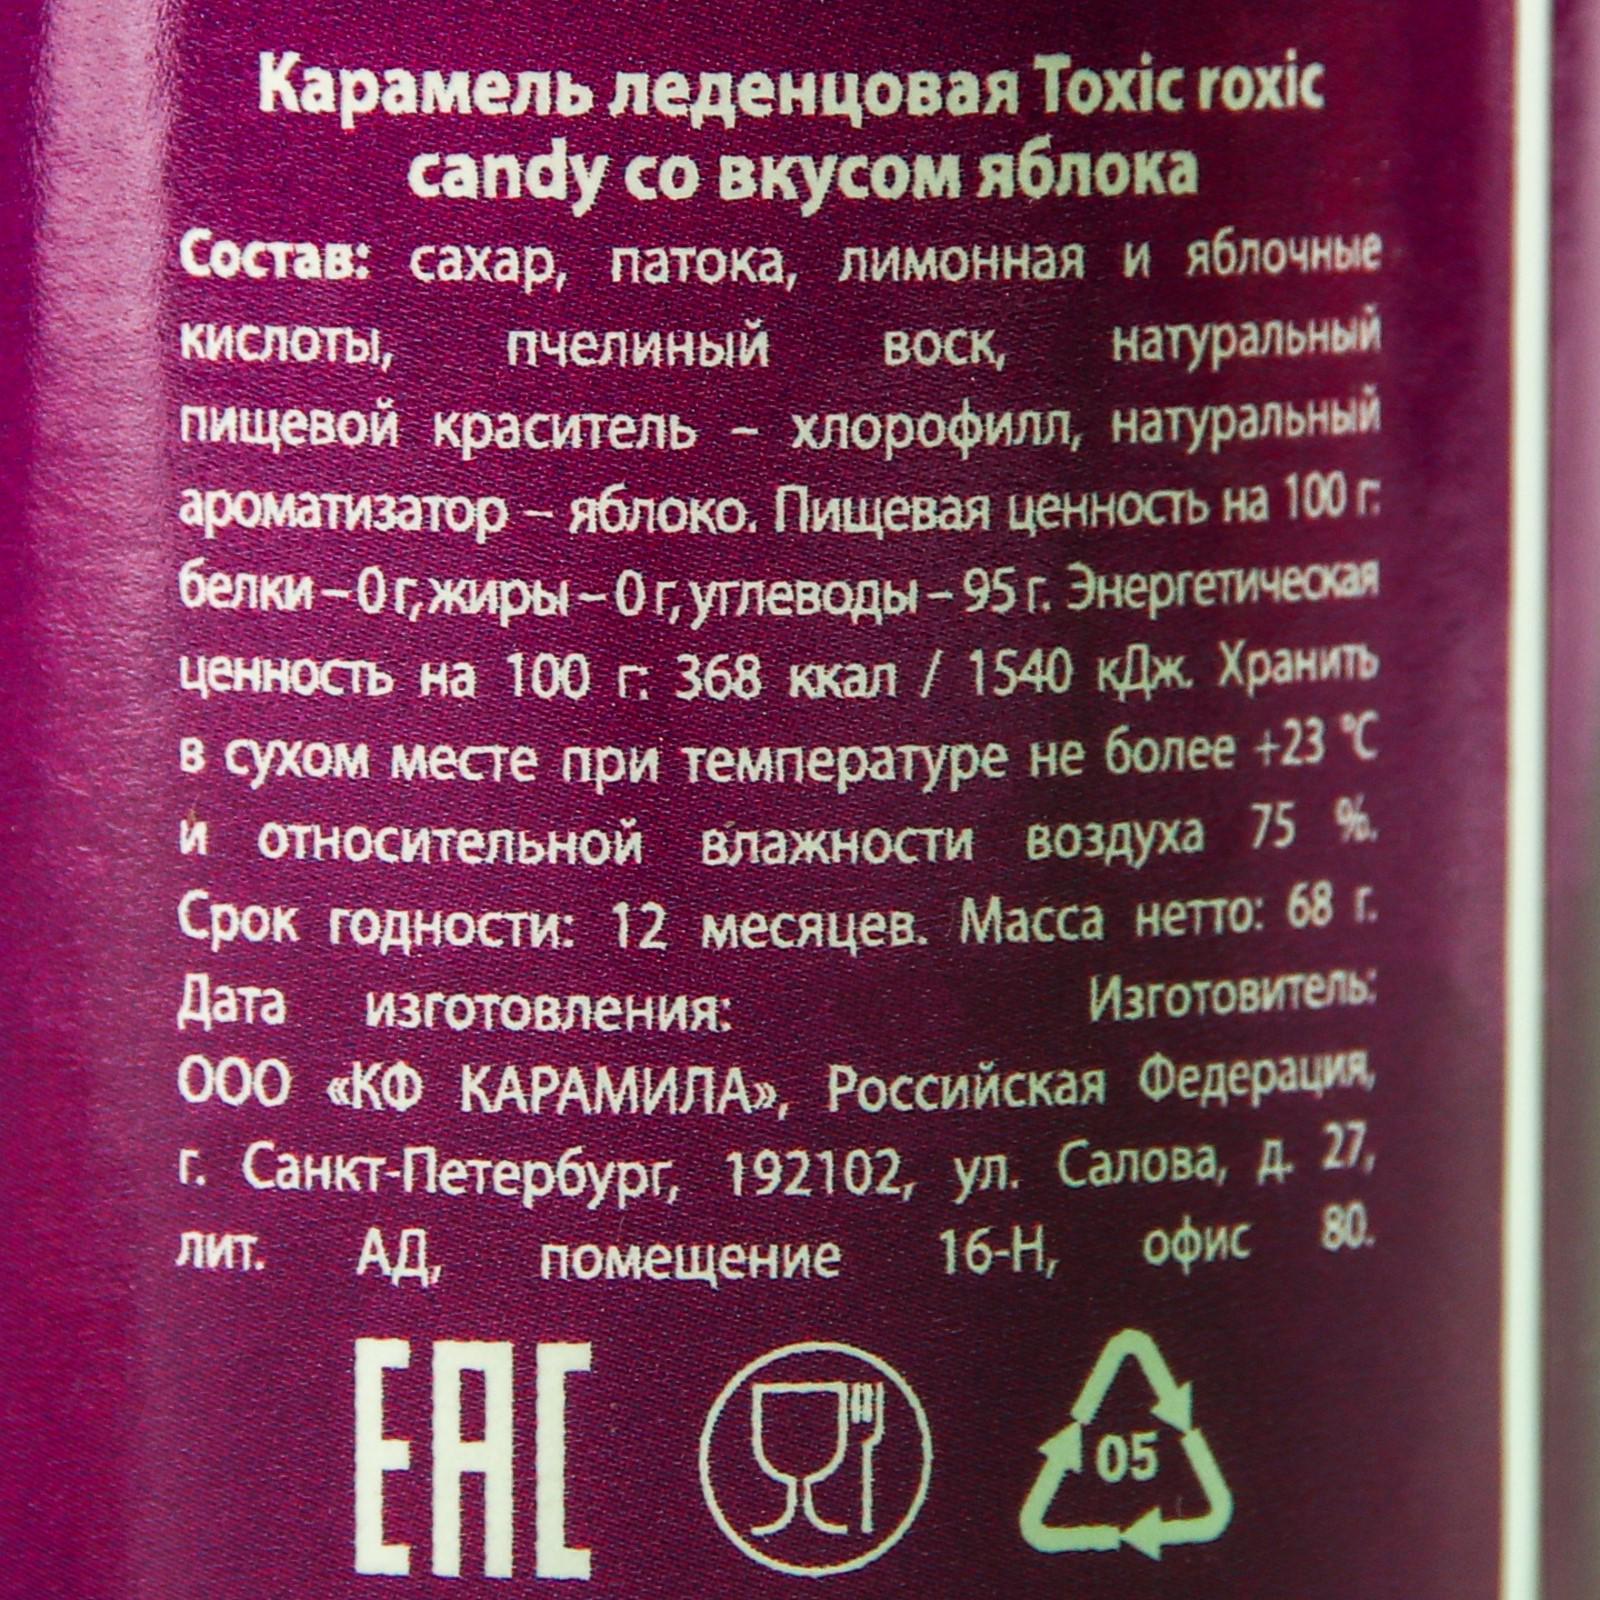 Карамель леденцовая Toxic roxic
candy со вкусом яблока
Состав: сахар, патока, лимонная и яблочные
кислоты, пчелиный воск, натуральный
пищевой краситель – хлорофилл, натуральный
ароматизатор – яблоко. Пищевая ценность на 100 г:
белки – 0 г, жиры – 0 г, углеводы – 95 г. Энергетическая
ценность на 100 г: 368 ккал / 1540 кДж. Хранить
в сухом месте при температуре не более +23 °С
и относительной влажности воздуха 75 %.
Срок годности: 12 месяцев. Масса нетто: 68 г.
Дата изготовления: Изготовитель:
ООО «КФ КАРАМИЛА», Российская Федерация,
г. Санкт-Петербург, 192102, ул. Салова, д. 27,
лит. АД, помещение 16-Н, офис 80.
ЕАС
05